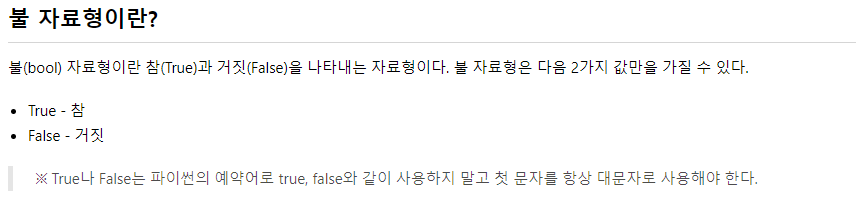 불 자료형이란?
불(bool) 자료형이란 참(True)과 거짓(False)을 나타내는 자료형이다. 불 자료형은 다음 2가지 값만을 가질 수 있다.
• True - 참
• False - 거짓
※ True나 False는 파이썬의 예약어로 true, false와 같이 사용하지 말고 첫 문자를 항상 대문자로 사용해야 한다.